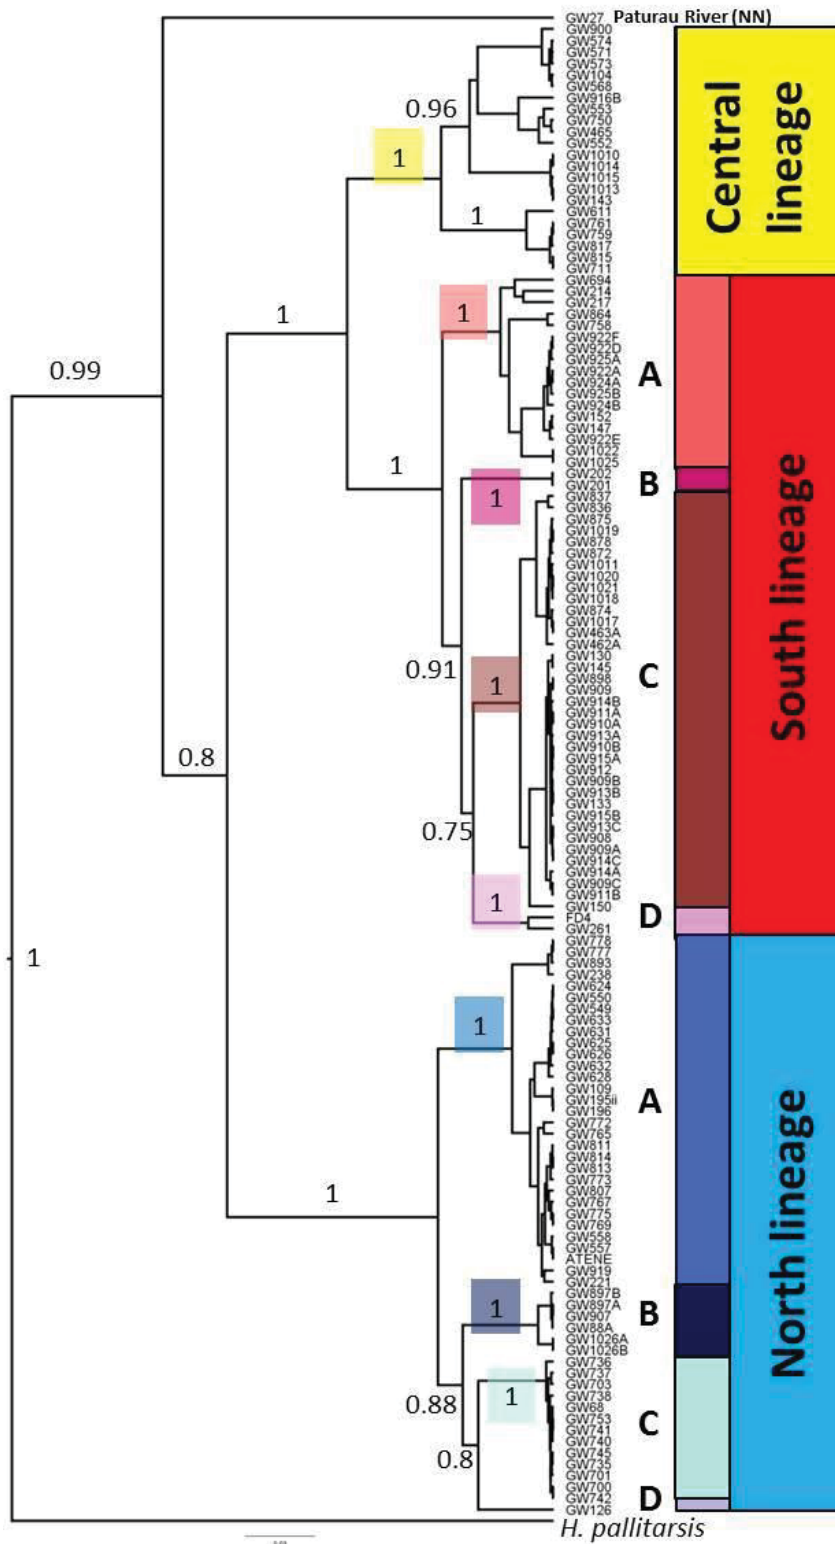 GW27 Paturau River (NN)
GW900
GW574
GW571
GW573
GW104
GW568
GW916B
GW553
GW750
GW465
GW552
GW1010
GW1014
GW1015
GW1013
GW143
GW611
GW761
GW759
GW817
GW815
GW711
GW694
GW214
GW217
GW864
GW758
GW922F
GW922D
GW925A
GW922A
GW924A
GW925B
GW924B
GW152
GW147
GW922E
GW1022
GW1025
GW202
GW201
GW837
GW836
GW875
GW1019
GW878
GW872
GW1011
GW1020
GW1021
GW1018
GW874
GW1017
GW463A
GW462A
GW130
GW145
GW898
GW909
GW914B
GW911A
GW910A
GW913A
GW910B
GW915A
GW912
GW909B
GW913B
GW133
GW915B
GW913C
GW908
GW909A
GW914C
GW914A
GW909C
GW911B
GW150
FD4
GW261
GW778
GW777
GW893
GW238
GW624
GW550
GW549
GW633
GW631
GW625
GW626
GW632
GW628
GW109
GW195ii
GW196
GW772
GW765
GW811
GW814
GW813
GW773
GW807
GW767
GW775
GW769
GW558
GW557
ATENE
GW919
GW221
GW897B
GW897A
GW907
GW88A
GW1026A
GW1026B
GW736
GW737
GW703
GW738
GW68
GW753
GW741
GW740
GW745
GW735
GW701
GW700
GW742
GW126
H. pallitarsis
0.96
1
1
1
1
0.99
1
1
0.91
1
0.8
0.75
1
1
1
1
1
0.88
1
0.8
A
B
C
D
A
B
C
D
Central
lineage
South lineage
North lineage